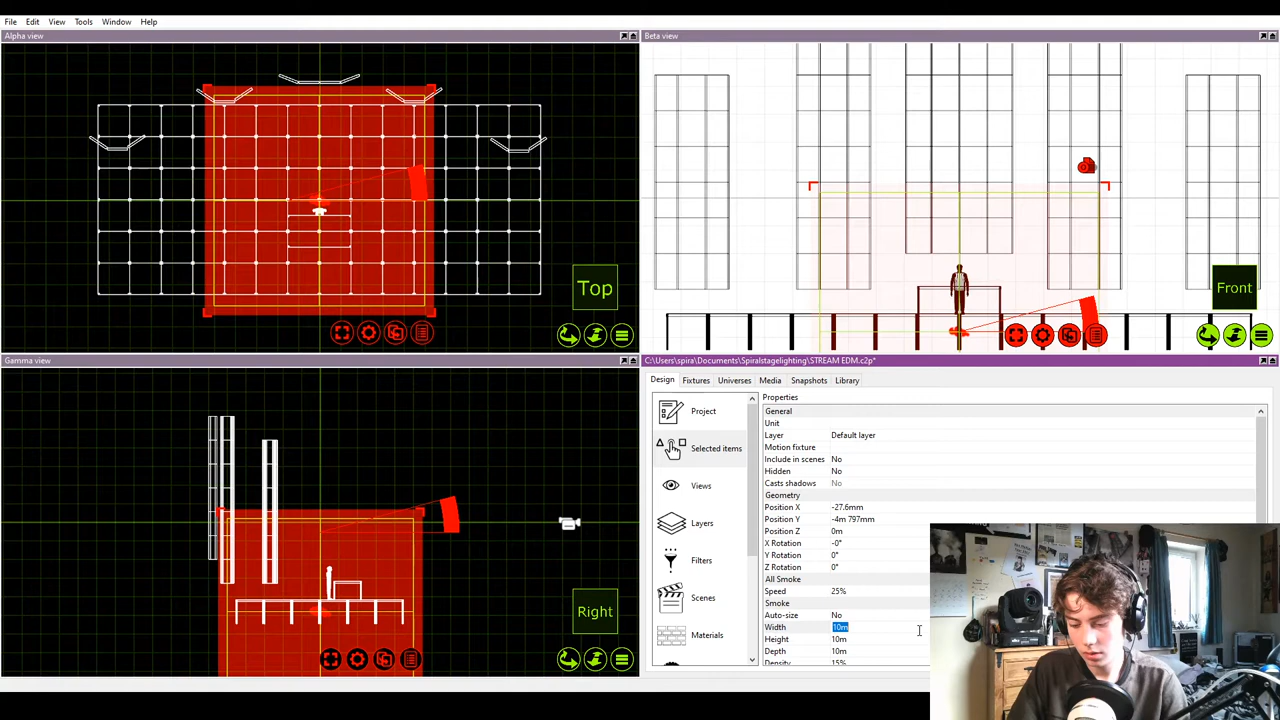 File Edit View Tools Window Help
Alpha view
Beta view
Top
Front
Gamma view
C:\Users\spira\Documents\Spiralstagelighting\STREAM EDM.c2p*
Design Fixtures Universes Media Snapshots Library
Project
Selected items
Views
Layers
Filters
Scenes
Materials
Properties
General
Unit
Layer Default layer
Motion fixture
Include in scenes No
Hidden No
Casts shadows No
Geometry
Position X -27.6mm
Position Y -4m 797mm
Position Z 0m
X Rotation -0°
Y Rotation 0°
Z Rotation 0°
All Smoke
Speed 25%
Smoke
Auto-size No
Width 10m
Height 10m
Depth 10m
Density 15%
Right